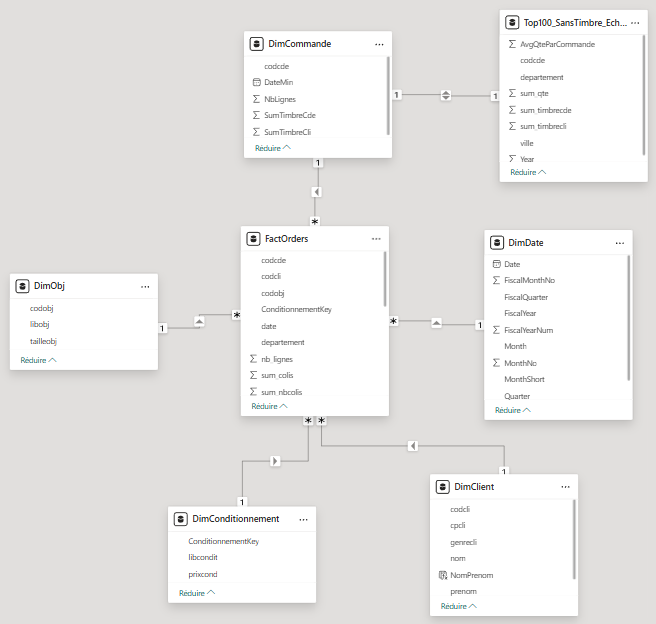 DimCommande
codcde
DateMin
NbLignes
SumTimbreCde
SumTimbreCli
Réduire
Top100_SansTimbre_Ech...
AvgQteParCommande
codcde
departement
sum_qte
sum_timbrecde
sum_timbrecli
ville
Year
Réduire
1
1
1
*
FactOrders
codcde
codcli
codobj
ConditionnementKey
date
departement
nb_lignes
sum_colis
sum_nbcolis
Réduire
DimDate
Date
FiscalMonthNo
FiscalQuarter
FiscalYear
FiscalYearNum
Month
MonthNo
MonthShort
Quarter
Réduire
DimObj
codobj
libobj
tailleobj
Réduire
1
*
*
1
*
*
1
1
DimConditionnement
ConditionnementKey
libcondit
prixcond
Réduire
DimClient
codcli
cpcli
genrecli
nom
NomPrenom
prenom
Réduire